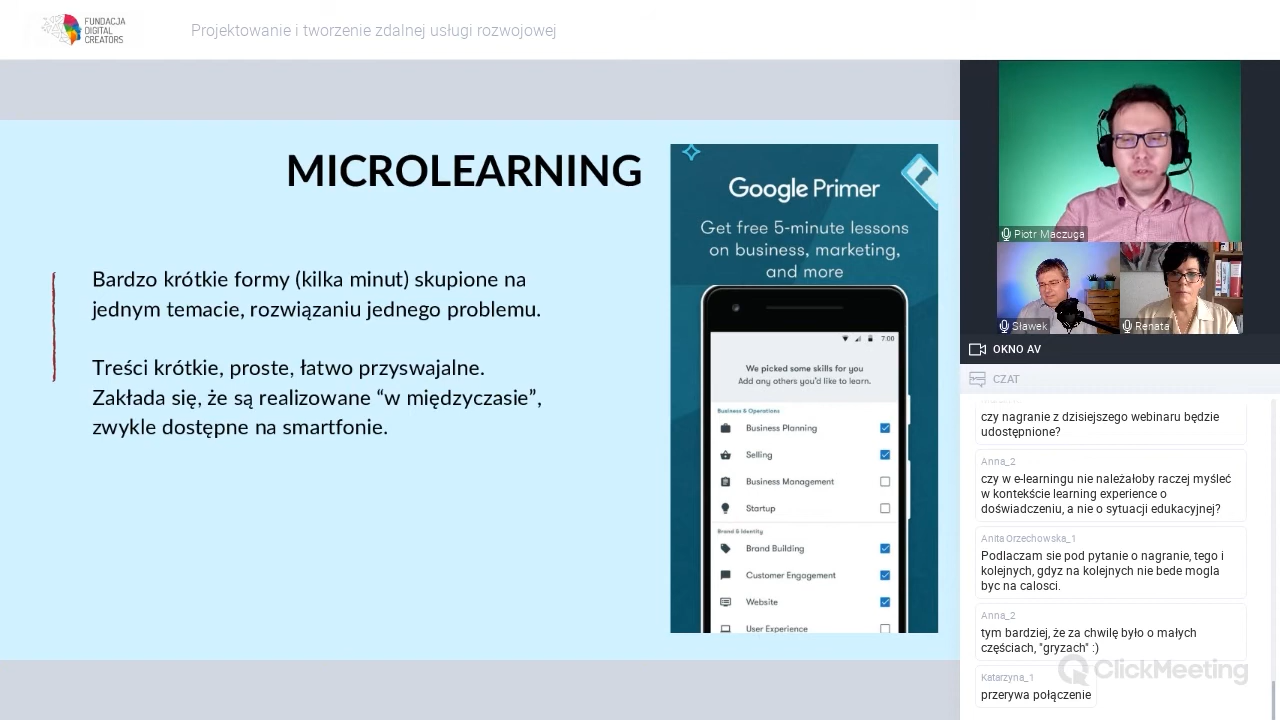 FUNDACJA
DIGITAL
CREATORS
Projektowanie i tworzenie zdalnej usługi rozwojowej
MICROLEARNING
Bardzo krótkie formy (kilka minut) skupione na
jednym temacie, rozwiązaniu jednego problemu.
Treści krótkie, proste, łatwo przyswajalne.
Zakłada się, że są realizowane “w międzyczasie”,
zwykle dostępne na smartfonie.
Google Primer
Get free 5-minute lessons
on business, marketing,
and more
7:00
We picked some skills for you
Add any others you'd like to learn.
Business & Operations
Business Planning
Selling
Business Management
Startup
Brand & Identity
Brand Building
Customer Engagement
Website
User Experience
Piotr Maczuga
Sławek
Renata
OKNO AV
CZAT
czy nagranie z dzisiejszego webinaru będzie
udostępnione?
Anna_2
czy w e-learningu nie należałoby raczej myśleć
w kontekście learning experience o
doświadczeniu, a nie o sytuacji edukacyjnej?
Anita Orzechowska_1
Podlaczam sie pod pytanie o nagranie, tego i
kolejnych, gdyz na kolejnych nie bede mogla
byc na calosci.
Anna_2
tym bardziej, że za chwilę było o małych
częściach, "gryzach" :)
Katarzyna_1
przerywa połączenie
ClickMeeting